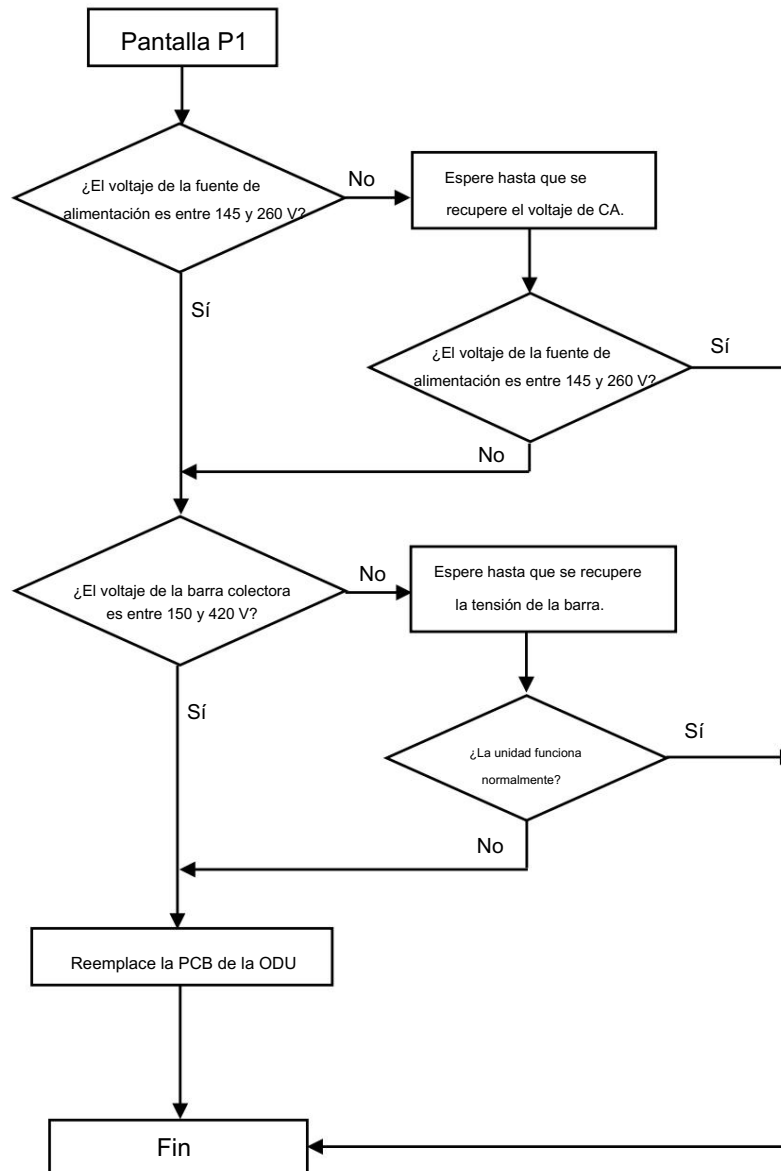 Pantalla P1
¿El voltaje de la fuente de
alimentación es entre 145 y 260 V?
No
Espere hasta que se
recupere el voltaje de CA.
Sí
¿El voltaje de la fuente de
alimentación es entre 145 y 260 V?
Sí
No
¿El voltaje de la barra colectora
es entre 150 y 420 V?
No
Espere hasta que se recupere
la tensión de la barra.
Sí
¿La unidad funciona
normalmente?
Sí
No
Reemplace la PCB de la ODU
Fin